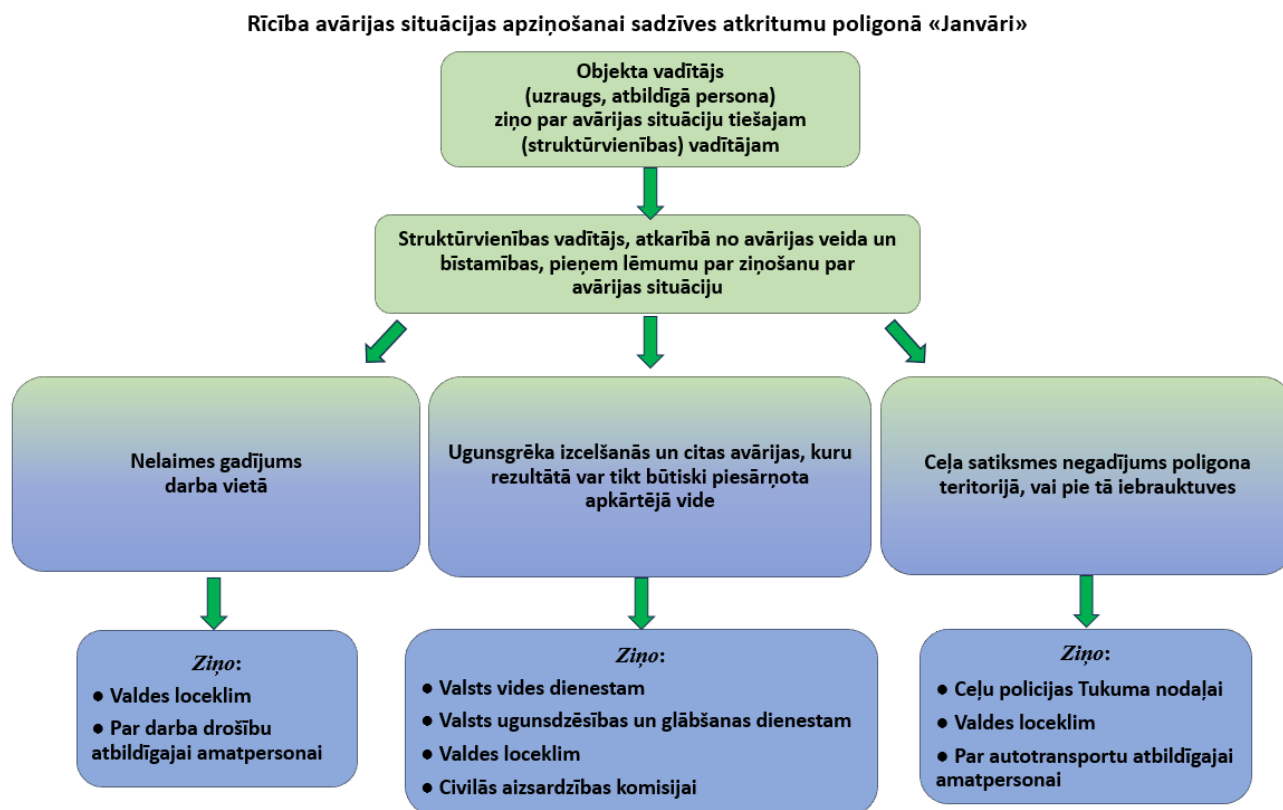 Rīcība avārijas situācijas apziņošanai sadzīves atkritumu poligonā «Janvāri»
Objekta vadītājs
(uzraugs, atbildīgā persona)
ziņo par avārijas situāciju tiešajam
(struktūrvienības) vadītājam
Struktūrvienības vadītājs, atkarībā no avārijas veida un
bīstamības, pieņem lēmumu par ziņošanu par
avārijas situāciju
Nelaimes gadījums
darba vietā
Ugunsgrēka izcelšanās un citas avārijas, kuru
rezultātā var tikt būtiski piesārņota
apkārtējā vide
Ceļa satiksmes negadījums poligona
teritorijā, vai pie tā iebrauktuves
Ziņo:
● Valdes loceklim
● Par darba drošību
atbildīgajai amatpersonai
Ziņo:
● Valsts vides dienestam
● Valsts ugunsdzēsības un glābšanas dienestam
● Valdes loceklim
● Civilās aizsardzības komisijai
Ziņo:
● Ceļu policijas Tukuma nodaļai
● Valdes loceklim
● Par autotransportu atbildīgajai
amatpersonai